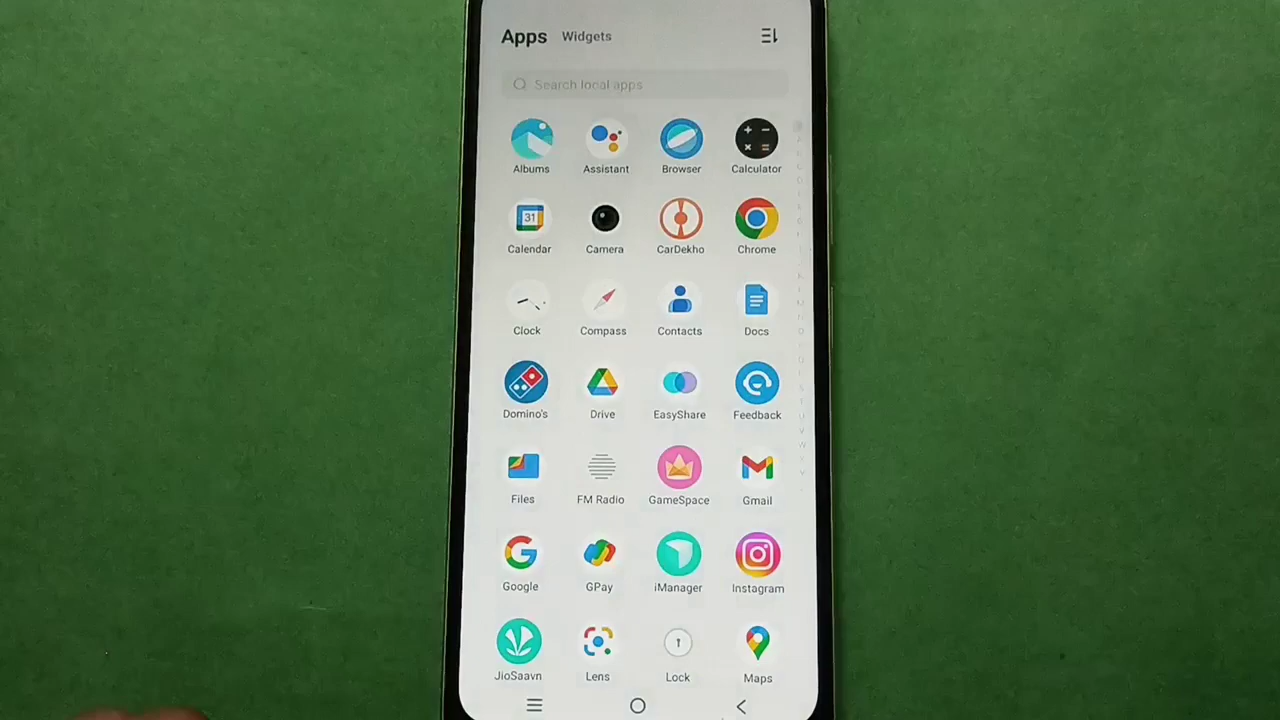 Apps Widgets
Search local apps
Albums Assistant Browser Calculator
31
Calendar Camera CarDekho Chrome
Clock Compass Contacts Docs
Domino's Drive EasyShare Feedback
Files FM Radio GameSpace Gmail
Google GPay iManager Instagram
JioSaavn Lens Lock Maps